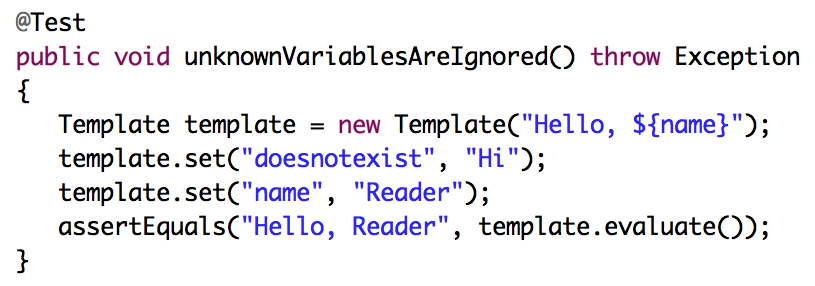 @Test
public void unknownVariablesAreIgnored() throw Exception
{
Template template = new Template("Hello, ${name}");
template.set("doesnotexist", "Hi");
template.set("name", "Reader");
assertEquals("Hello, Reader", template.evaluate());
}